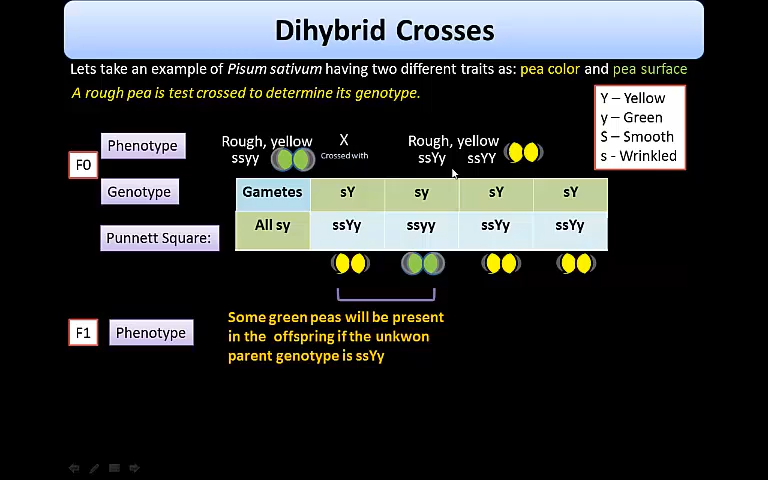 Dihybrid Crosses
Lets take an example of Pisum sativum having two different traits as: pea color and pea surface
A rough pea is test crossed to determine its genotype.
Y – Yellow
y – Green
S – Smooth
s - Wrinkled
F0
Phenotype
Rough, yellow X Rough, yellow
ssyy Crossed with ssYy ssYY
Genotype
Gametes sY sy sY sY
Punnett Square:
All sy ssYy ssyy ssYy ssYy
F1
Phenotype
Some green peas will be present
in the offspring if the unkwon
parent genotype is ssYy